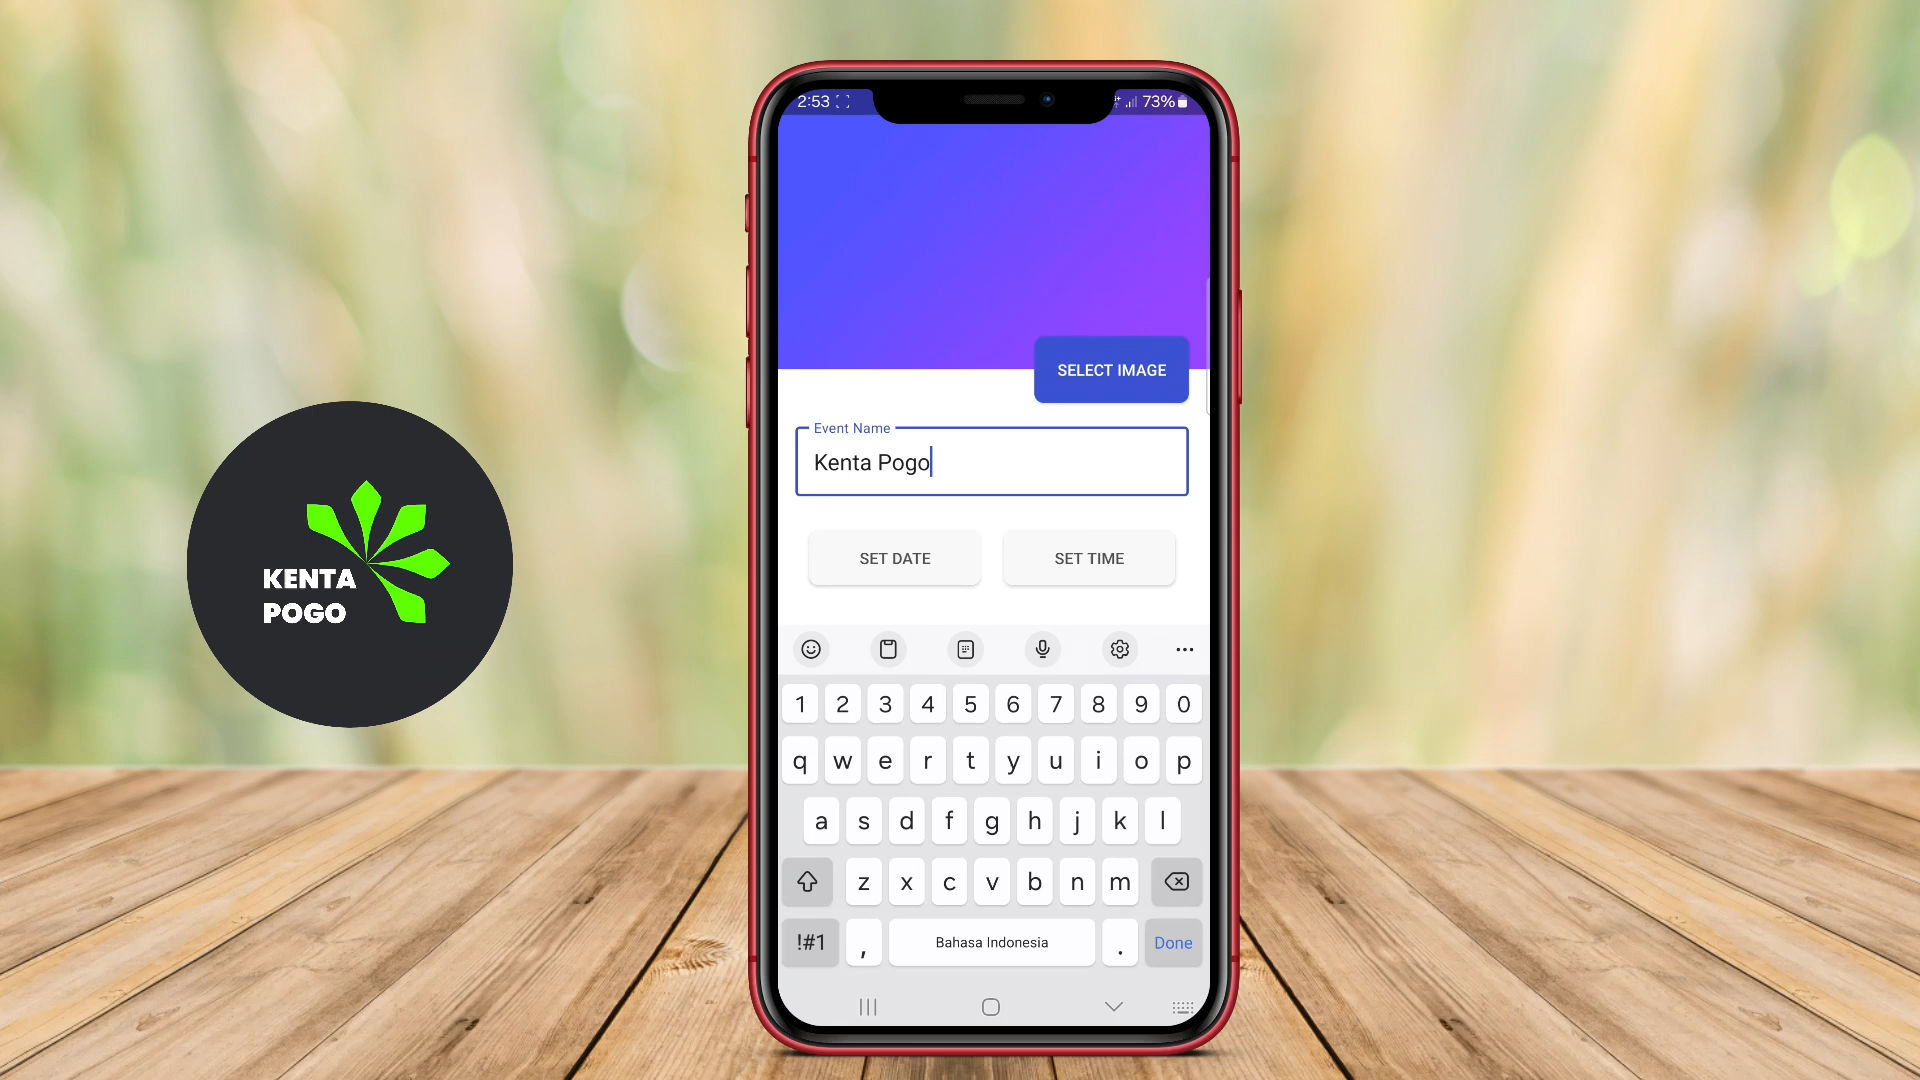 KENTA
POGO
2:53
73%
SELECT IMAGE
Event Name
Kenta Pogo
SET DATE
SET TIME
1 2 3 4 5 6 7 8 9 0
q w e r t y u i o p
a s d f g h j k l
z x c v b n m
!#1 , Bahasa Indonesia . Done